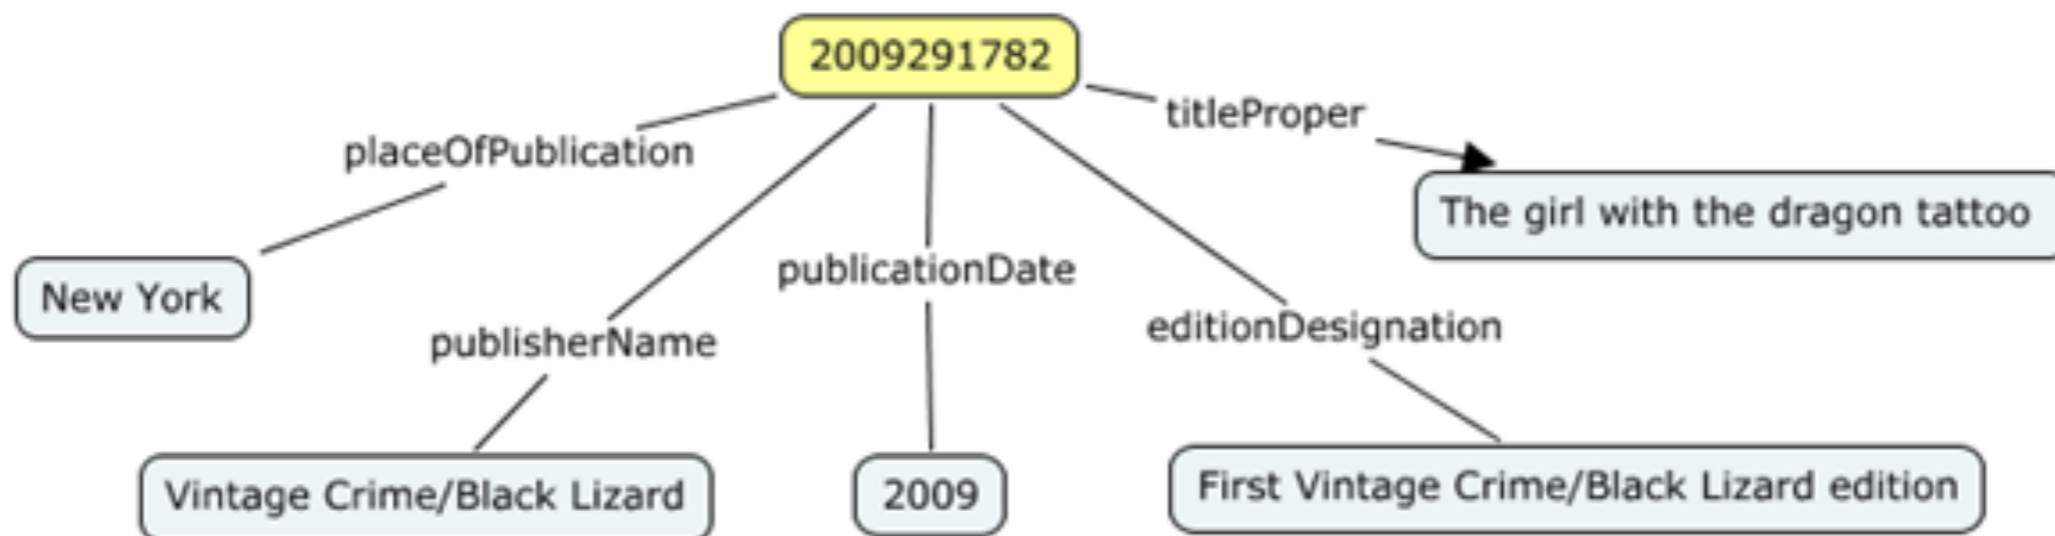 2009291782
titleProper
placeOfPublication
The girl with the dragon tattoo
publicationDate
New York
editionDesignation
publisherName
Vintage Crime/Black Lizard
2009
First Vintage Crime/Black Lizard edition